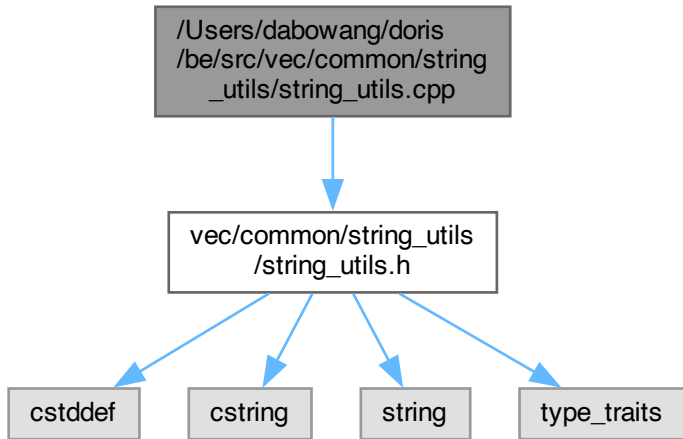 /Users/dabowang/doris
/be/src/vec/common/string
_utils/string_utils.cpp
vec/common/string_utils
/string_utils.h
cstddef
cstring
string
type_traits